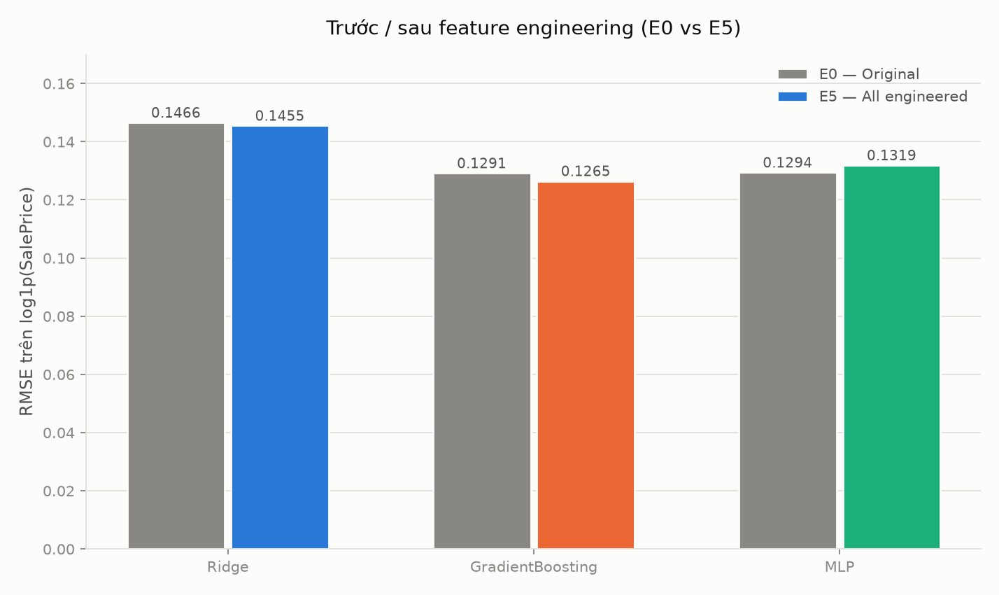 Trước / sau feature engineering (E0 vs E5)
E0 — Original
E5 — All engineered
RMSE trên log1p(SalePrice)
0.16
0.14
0.12
0.10
0.08
0.06
0.04
0.02
0.00
0.1466
0.1455
0.1291
0.1265
0.1294
0.1319
Ridge
GradientBoosting
MLP